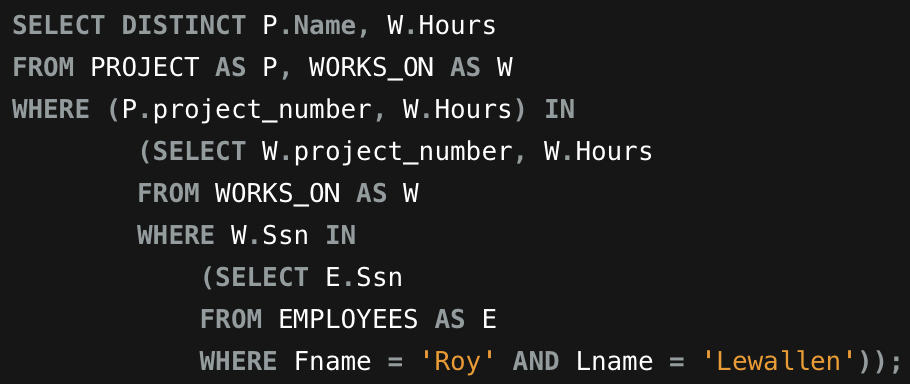 SELECT DISTINCT P.Name, W.Hours
FROM PROJECT AS P, WORKS_ON AS W
WHERE (P.project_number, W.Hours) IN
(SELECT W.project_number, W.Hours
FROM WORKS_ON AS W
WHERE W.Ssn IN
(SELECT E.Ssn
FROM EMPLOYEES AS E
WHERE Fname = 'Roy' AND Lname = 'Lewallen'));